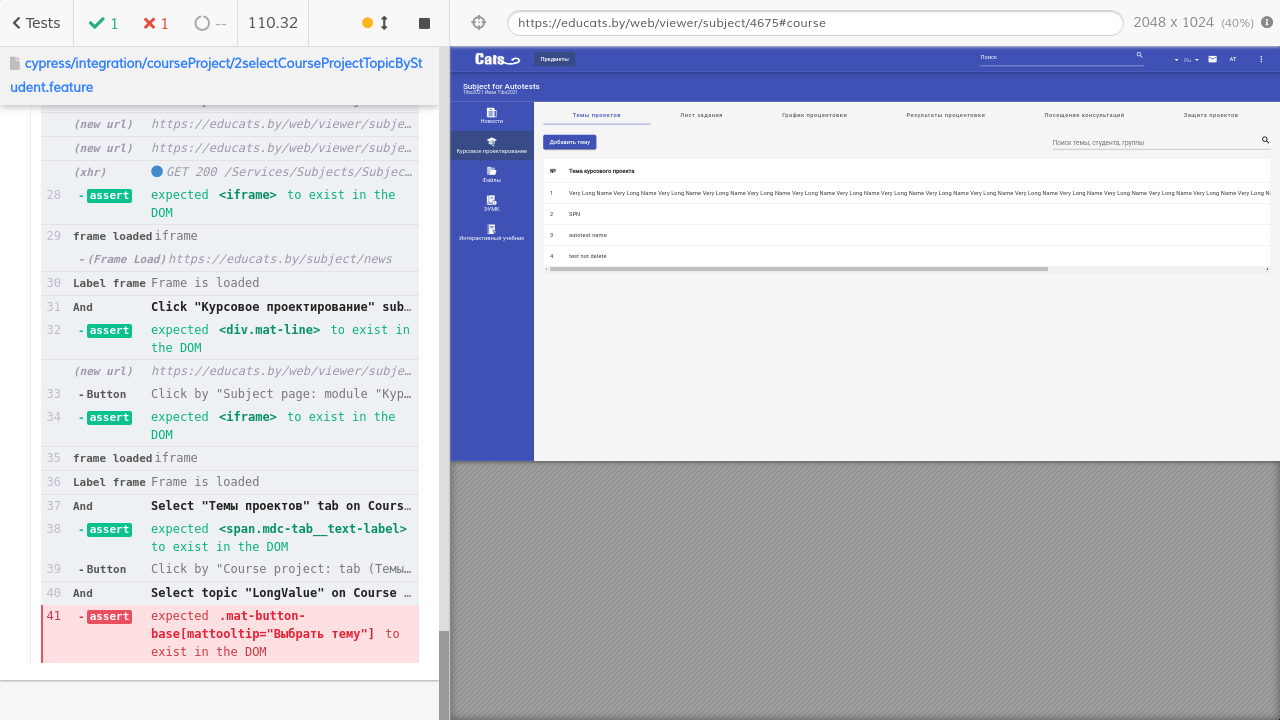 Tests
1
1
--
110.32
https://educats.by/web/viewer/subject/4675#course
2048 x 1024 (40%)
cypress/integration/courseProject/2selectCourseProjectTopicBySt
udent.feature
(new url) https://educats.by/web/viewer/subje…
(new url) https://educats.by/web/viewer/subje…
(xhr) GET 200 /Services/Subjects/Subjec…
28 - assert expected <iframe> to exist in the
DOM
29 frame loaded iframe
- (Frame Load) https://educats.by/subject/news
30 Label frame Frame is loaded
31 And Click "Курсовое проектирование" sub…
32 - assert expected <div.mat-line> to exist in
the DOM
(new url) https://educats.by/web/viewer/subje…
33 - Button Click by "Subject page: module "Кур…
34 - assert expected <iframe> to exist in the
DOM
35 frame loaded iframe
36 Label frame Frame is loaded
37 And Select "Темы проектов" tab on Cours…
38 - assert expected <span.mdc-tab__text-label>
to exist in the DOM
39 - Button Click by "Course project: tab (Темы…
40 And Select topic "LongValue" on Course …
41 - assert expected .mat-button-
base[mattooltip="Выбрать тему"] to
exist in the DOM
Cats
Предметы
Поиск
Ru
AT
Subject for Autotests
Новости
Курсовое проектирование
Файлы
ЭУМК
Интерактивный учебник
Темы проектов
Лист задания
График процентовки
Результаты процентовки
Посещение консультаций
Защита проектов
Добавить тему
Поиск темы, студента, группы
№ Тема курсового проекта
1 Very Long Name Very Long Name Very Long Name Very Long Name Very Long Name Very Long Name Very Long Name Very Long Name Very Long Name Very Long Name Very Long Name Very Long Name Very Long Name Very Long Name Very Long Name Very Long N
2 SPN
3 autotest name
4 test not delete